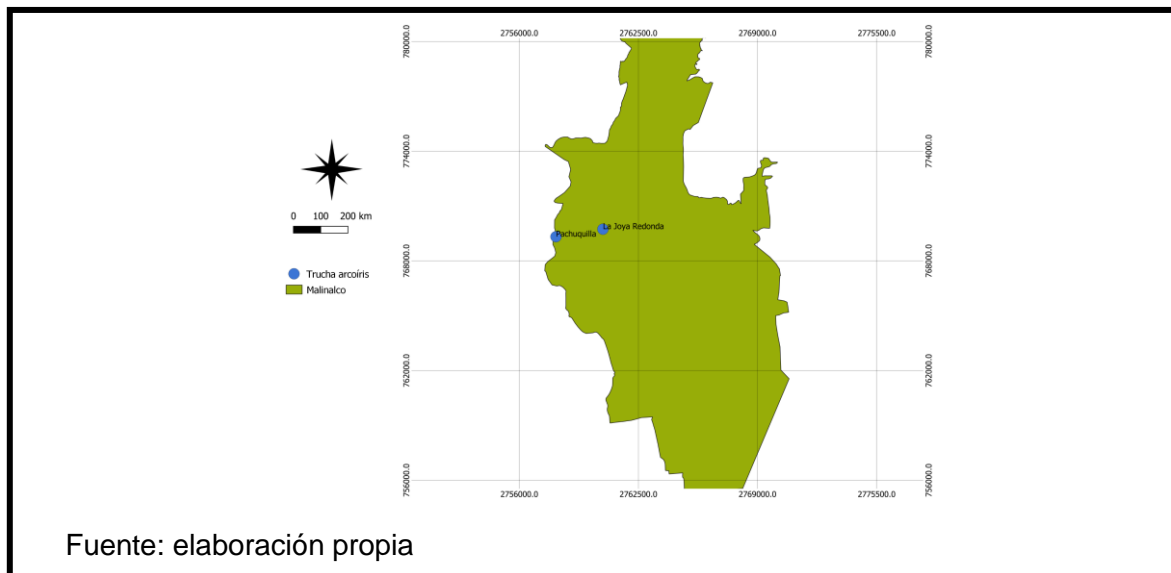 2756000.0 2762500.0 2769000.0 2775500.0
780000.0 780000.0
774000.0 774000.0
0 100 200 km
La Joya Redonda
Pachuquilla
768000.0 768000.0
Trucha arcoíris
Malinalco
762000.0 762000.0
756000.0 756000.0
2756000.0 2762500.0 2769000.0 2775500.0
Fuente: elaboración propia